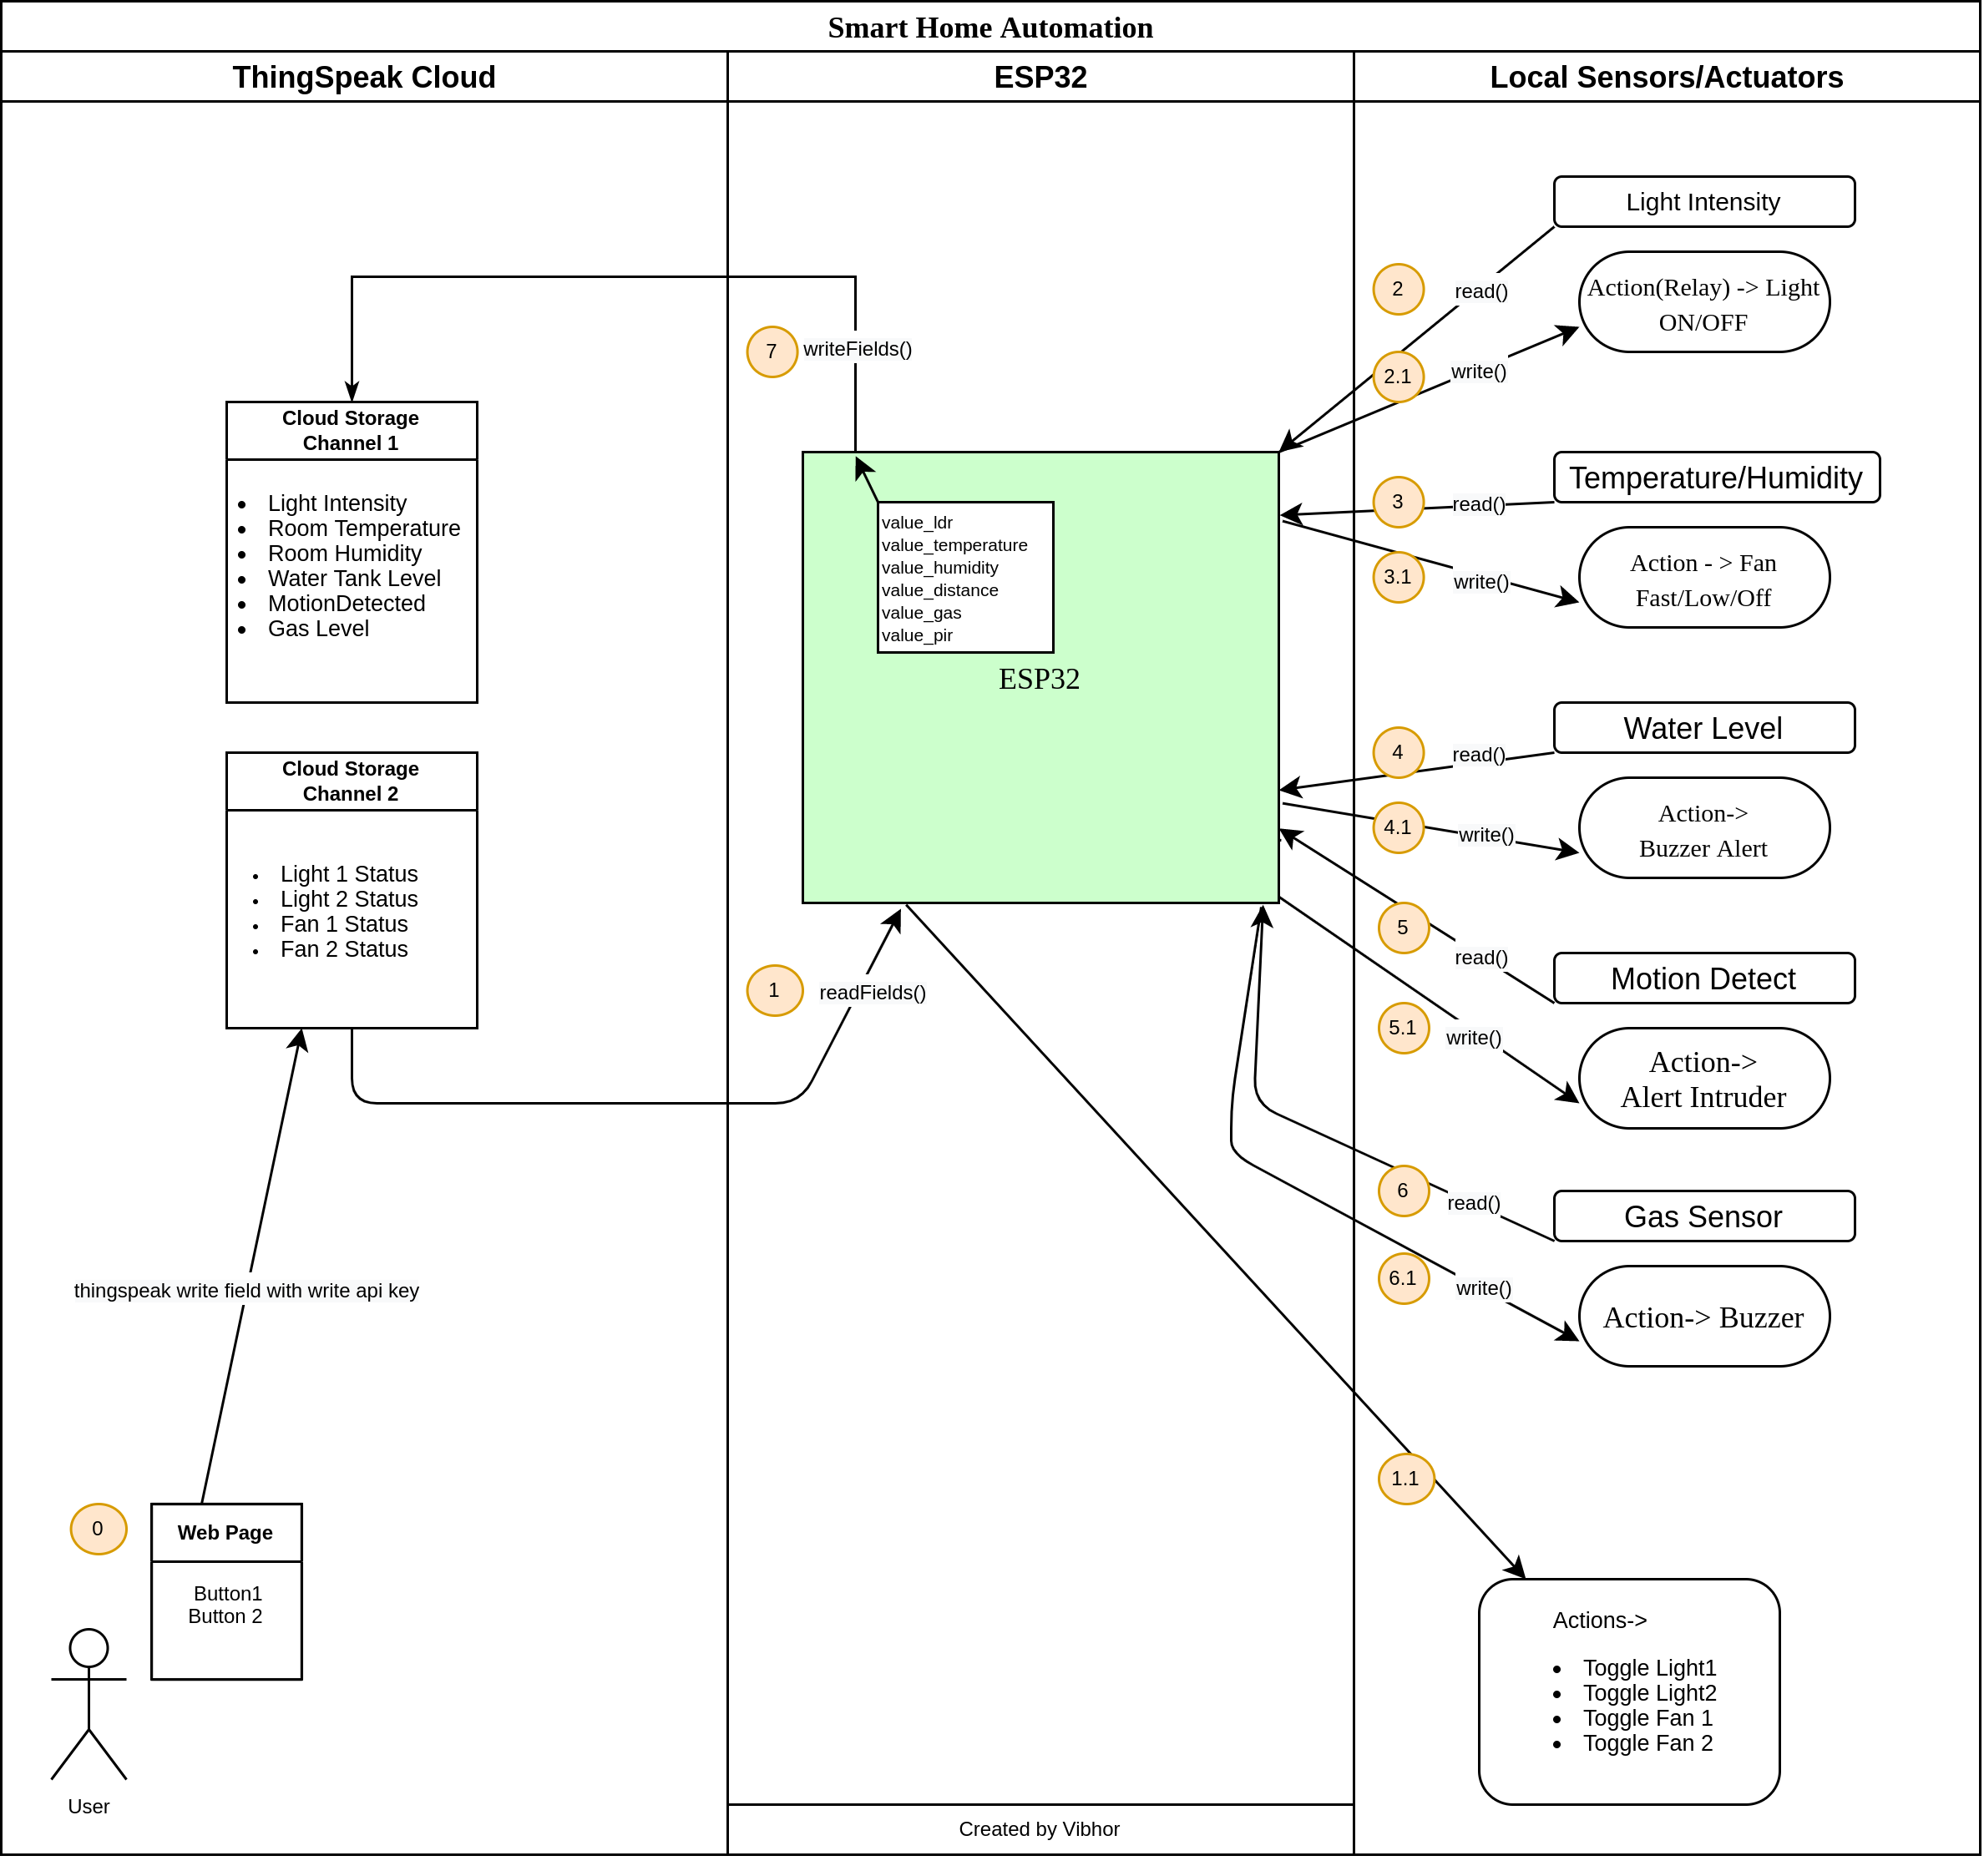 Smart Home Automation
ThingSpeak Cloud
ESP32
Local Sensors/Actuators
Cloud Storage
Channel 1
Light Intensity
Room Temperature
Room Humidity
Water Tank Level
MotionDetected
Gas Level
Cloud Storage
Channel 2
Light 1 Status
Light 2 Status
Fan 1 Status
Fan 2 Status
thingspeak write field with write api key
0
Web Page
Button1
Button 2
User
7
writeFields()
value_ldr
value_temperature
value_humidity
value_distance
value_gas
value_pir
ESP32
1
readFields()
Created by Vibhor
Light Intensity
2
read()
Action(Relay) -> Light
ON/OFF
2.1
write()
Temperature/Humidity
3
read()
Action - > Fan
Fast/Low/Off
3.1
write()
Water Level
4
read()
Action->
Buzzer Alert
4.1
write()
5
read()
Motion Detect
5.1
write()
Action->
Alert Intruder
6
read()
Gas Sensor
6.1
write()
Action-> Buzzer
1.1
Actions->
Toggle Light1
Toggle Light2
Toggle Fan 1
Toggle Fan 2